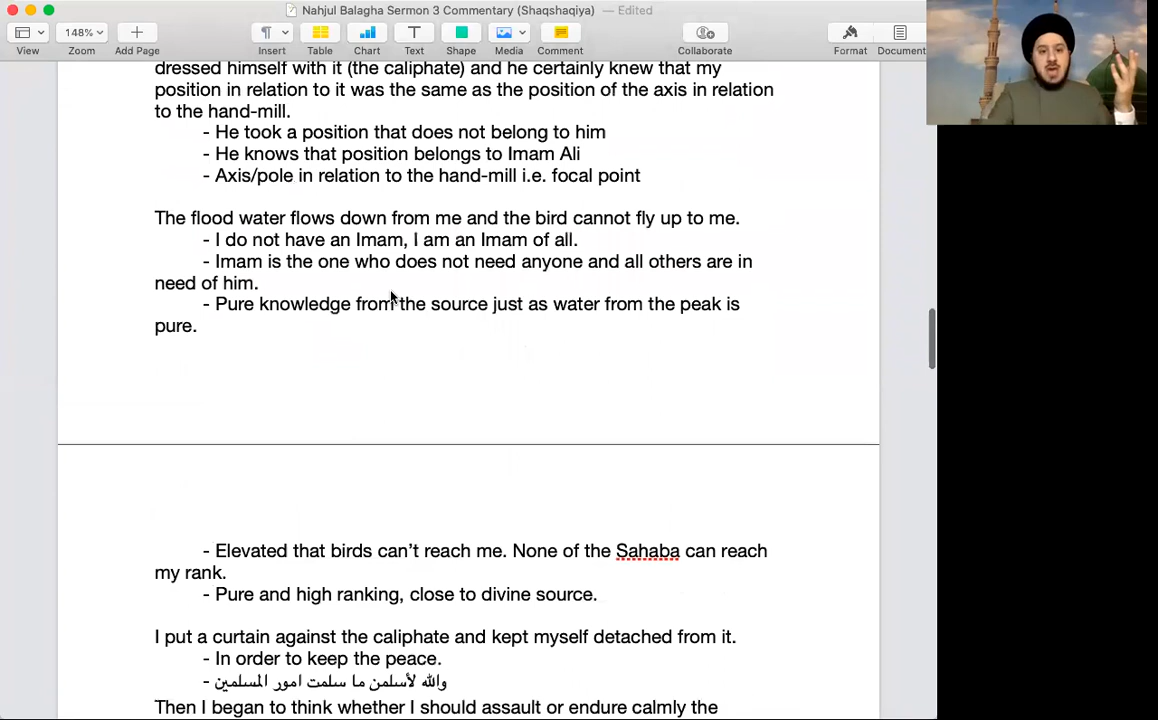 Nahjul Balagha Sermon 3 Commentary (Shaqshaqiya) — Edited
148%
View Zoom Add Page Insert Table Chart Text Shape Media Comment Collaborate Format Document
dressed himself with it (the caliphate) and he certainly knew that my
position in relation to it was the same as the position of the axis in relation
to the hand-mill.
- He took a position that does not belong to him
- He knows that position belongs to Imam Ali
- Axis/pole in relation to the hand-mill i.e. focal point
The flood water flows down from me and the bird cannot fly up to me.
- I do not have an Imam, I am an Imam of all.
- Imam is the one who does not need anyone and all others are in
need of him.
- Pure knowledge from the source just as water from the peak is
pure.
- Elevated that birds can't reach me. None of the Sahaba can reach
my rank.
- Pure and high ranking, close to divine source.
I put a curtain against the caliphate and kept myself detached from it.
- In order to keep the peace.
- والله لأسلمن ما سلمت امور المسلمين
Then I began to think whether I should assault or endure calmly the